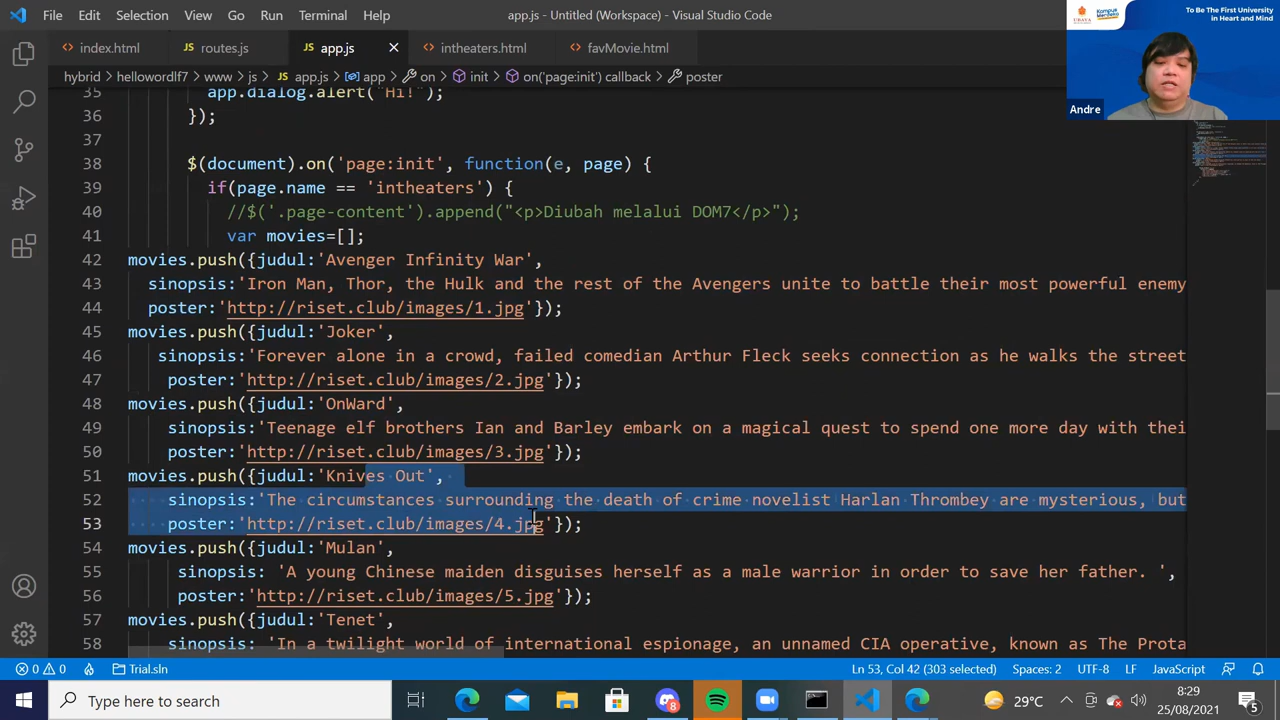 File Edit Selection View Go Run Terminal Help
app.js - Untitled (Workspace) - Visual Studio Code
UBAYA
Kampus Merdeka
To Be The First University
in Heart and Mind
Andre
index.html
routes.js
app.js
intheaters.html
favMovie.html
hybrid > hellowordlf7 > www > js > app.js > app > on > init > on('page:init') callback > poster
35 app.dialog.alert("Hi!");
36 });
37
38 $(document).on('page:init', function(e, page) {
39 if(page.name == 'intheaters') {
40 //$('.page-content').append("<p>Diubah melalui DOM7</p>");
41 var movies=[];
42 movies.push({judul:'Avenger Infinity War',
43 sinopsis:'Iron Man, Thor, the Hulk and the rest of the Avengers unite to battle their most powerful enemy
44 poster:'http://riset.club/images/1.jpg'});
45 movies.push({judul:'Joker',
46 sinopsis:'Forever alone in a crowd, failed comedian Arthur Fleck seeks connection as he walks the street
47 poster:'http://riset.club/images/2.jpg'});
48 movies.push({judul:'OnWard',
49 sinopsis:'Teenage elf brothers Ian and Barley embark on a magical quest to spend one more day with thei
50 poster:'http://riset.club/images/3.jpg'});
51 movies.push({judul:'Knives Out',
52 sinopsis:'The circumstances surrounding the death of crime novelist Harlan Thrombey are mysterious, but
53 poster:'http://riset.club/images/4.jpg'});
54 movies.push({judul:'Mulan',
55 sinopsis: 'A young Chinese maiden disguises herself as a male warrior in order to save her father. ',
56 poster:'http://riset.club/images/5.jpg'});
57 movies.push({judul:'Tenet',
58 sinopsis: 'In a twilight world of international espionage, an unnamed CIA operative, known as The Prota
0 0 Trial.sln Ln 53, Col 42 (303 selected) Spaces: 2 UTF-8 LF JavaScript
Type here to search
8
29°C
8:29
25/08/2021
5